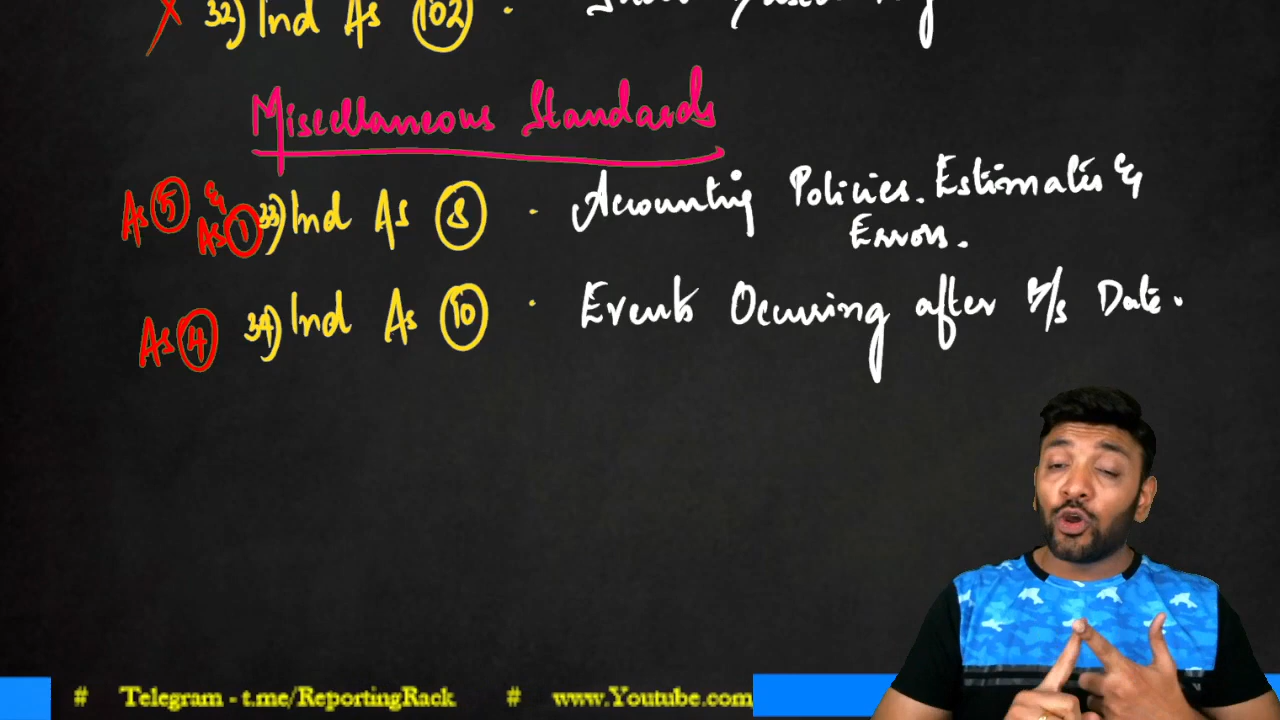 32) Ind As 102 .
Miscellaneous Standards
As 5 & As 1 33) Ind As 8 . Accounting Policies. Estimates &
Errors.
As 4 34) Ind As 10 . Events Occuring after B/s Date.
# Telegram - t.me/ReportingRack # www.Youtube.com